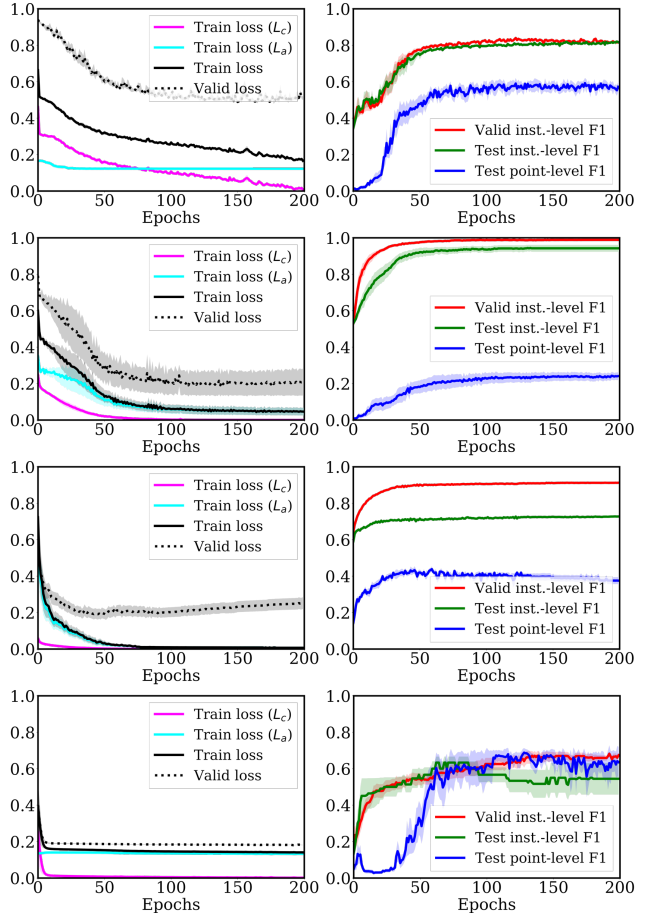 1.0
0.8
0.6
0.4
0.2
0.0
Train loss (Lc)
Train loss (La)
Train loss
Valid loss
0 50 100 150 200
Epochs
1.0
0.8
0.6
0.4
0.2
0.0
Valid inst.-level F1
Test inst.-level F1
Test point-level F1
0 50 100 150 200
Epochs
1.0
0.8
0.6
0.4
0.2
0.0
Train loss (Lc)
Train loss (La)
Train loss
Valid loss
0 50 100 150 200
Epochs
1.0
0.8
0.6
0.4
0.2
0.0
Valid inst.-level F1
Test inst.-level F1
Test point-level F1
0 50 100 150 200
Epochs
1.0
0.8
0.6
0.4
0.2
0.0
Train loss (Lc)
Train loss (La)
Train loss
Valid loss
0 50 100 150 200
Epochs
1.0
0.8
0.6
0.4
0.2
0.0
Valid inst.-level F1
Test inst.-level F1
Test point-level F1
0 50 100 150 200
Epochs
1.0
0.8
0.6
0.4
0.2
0.0
Train loss (Lc)
Train loss (La)
Train loss
Valid loss
0 50 100 150 200
Epochs
1.0
0.8
0.6
0.4
0.2
0.0
Valid inst.-level F1
Test inst.-level F1
Test point-level F1
0 50 100 150 200
Epochs